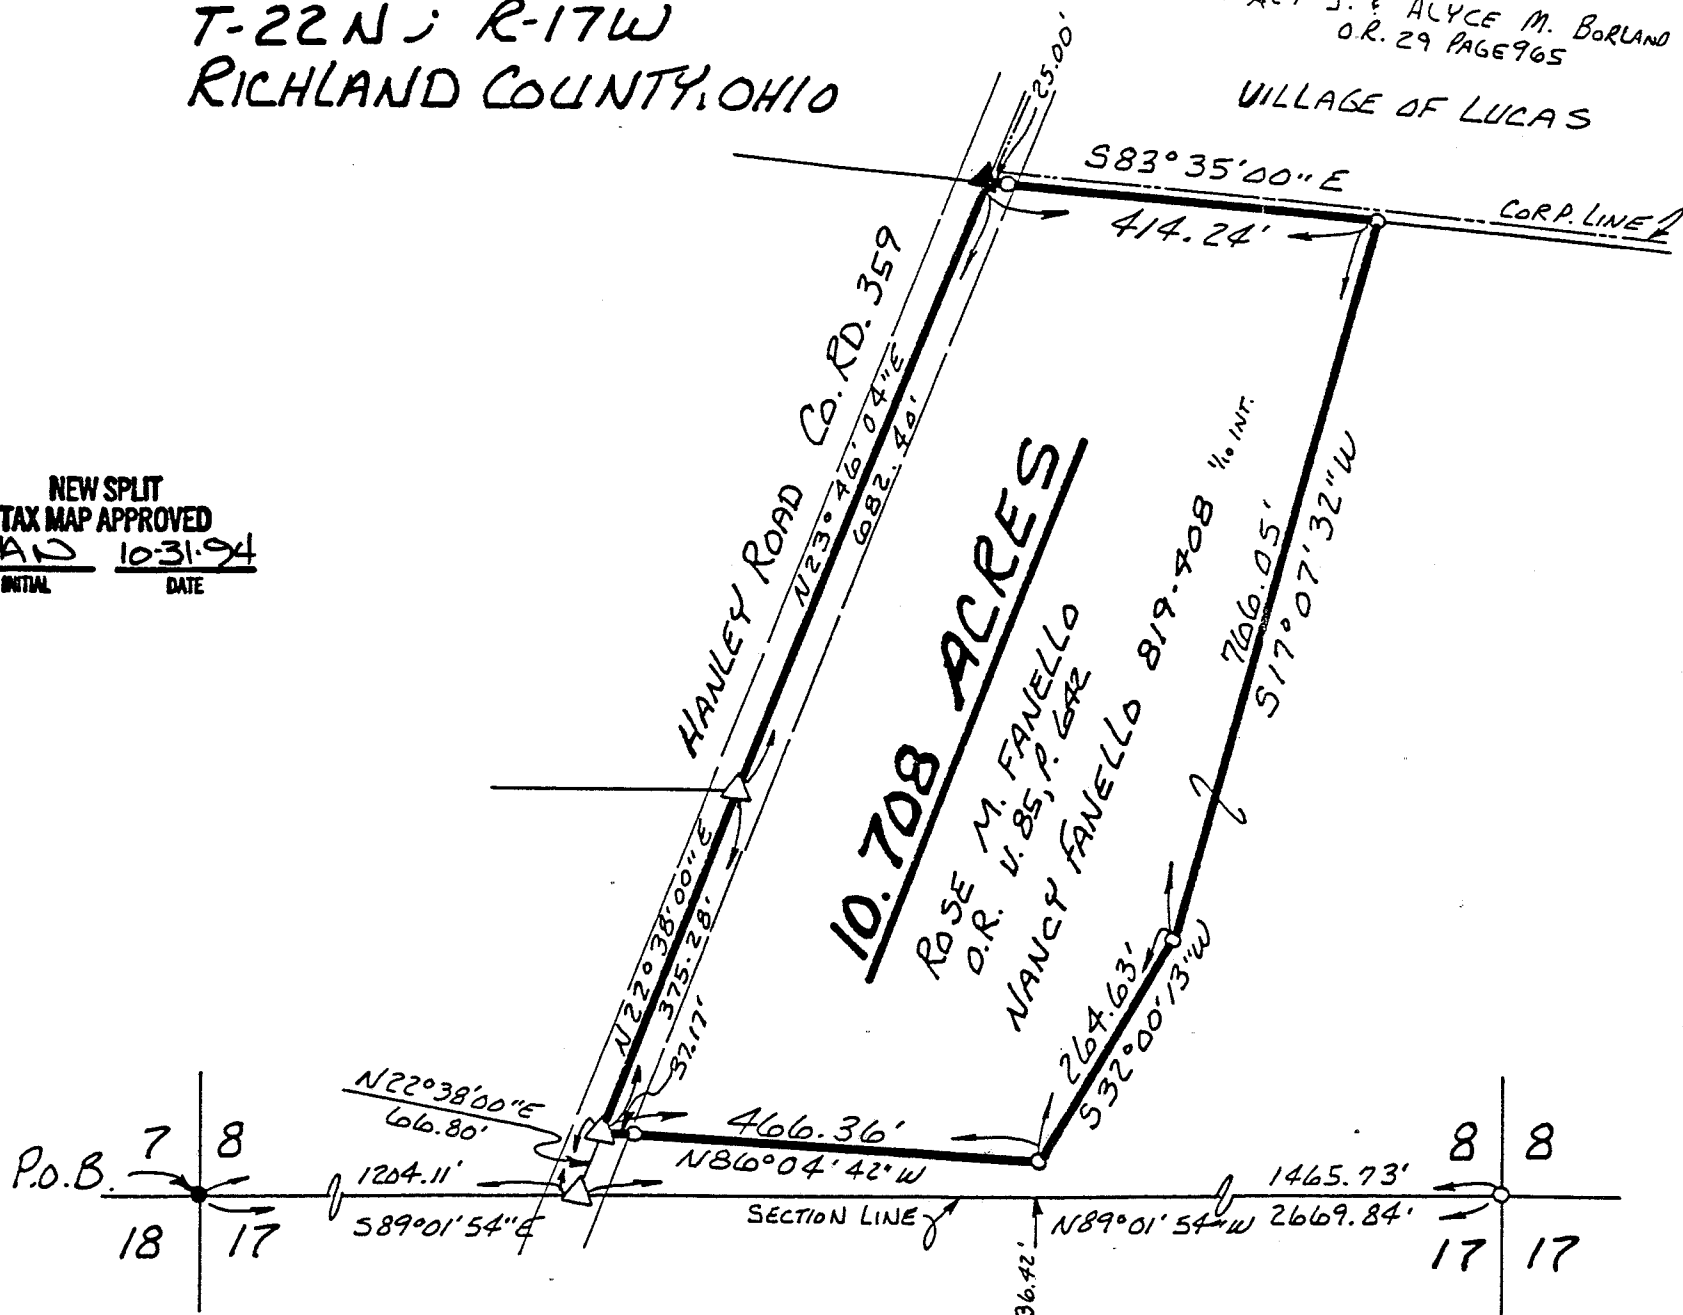 T-22N; R-17W
RICHLAND COUNTY, OHIO
& ALYCE M. BORLAND
O.R. 29 PAGE 965
VILLAGE OF LUCAS
25.00'
S83°35'00"E
414.24'
CORP. LINE
HANLEY ROAD CO. RD. 359
N23°46'04"E
682.40'
NEW SPLIT
TAX MAP APPROVED
10-31-94
INITIAL DATE
10.708 ACRES
ROSE M. FANELLO
O.R. V. 85, P. 642
NANCY FANELLO 819-408 1/10 INT.
766.05'
S17°07'32"W
N22°38'00"E
375.28'
37.17'
264.63'
S32°00'13"W
N22°38'00"E
66.80'
466.36'
N86°04'42"W
P.O.B.
7 8
18 17
1204.11'
S89°01'54"E
SECTION LINE
36.42'
1465.73'
N89°01'54"W 2669.84'
8 8
17 17